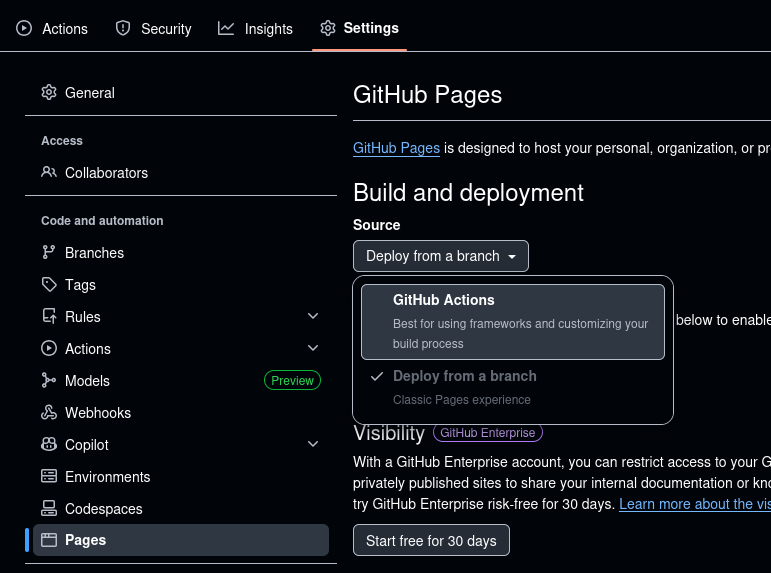 Actions
Security
Insights
Settings
General
Access
Collaborators
Code and automation
Branches
Tags
Rules
Actions
Models
Preview
Webhooks
Copilot
Environments
Codespaces
Pages
GitHub Pages
GitHub Pages is designed to host your personal, organization, or pr
Build and deployment
Source
Deploy from a branch
GitHub Actions
Best for using frameworks and customizing your
build process
Deploy from a branch
Classic Pages experience
below to enable
Visibility GitHub Enterprise
With a GitHub Enterprise account, you can restrict access to your G
privately published sites to share your internal documentation or kno
try GitHub Enterprise risk-free for 30 days. Learn more about the vis
Start free for 30 days